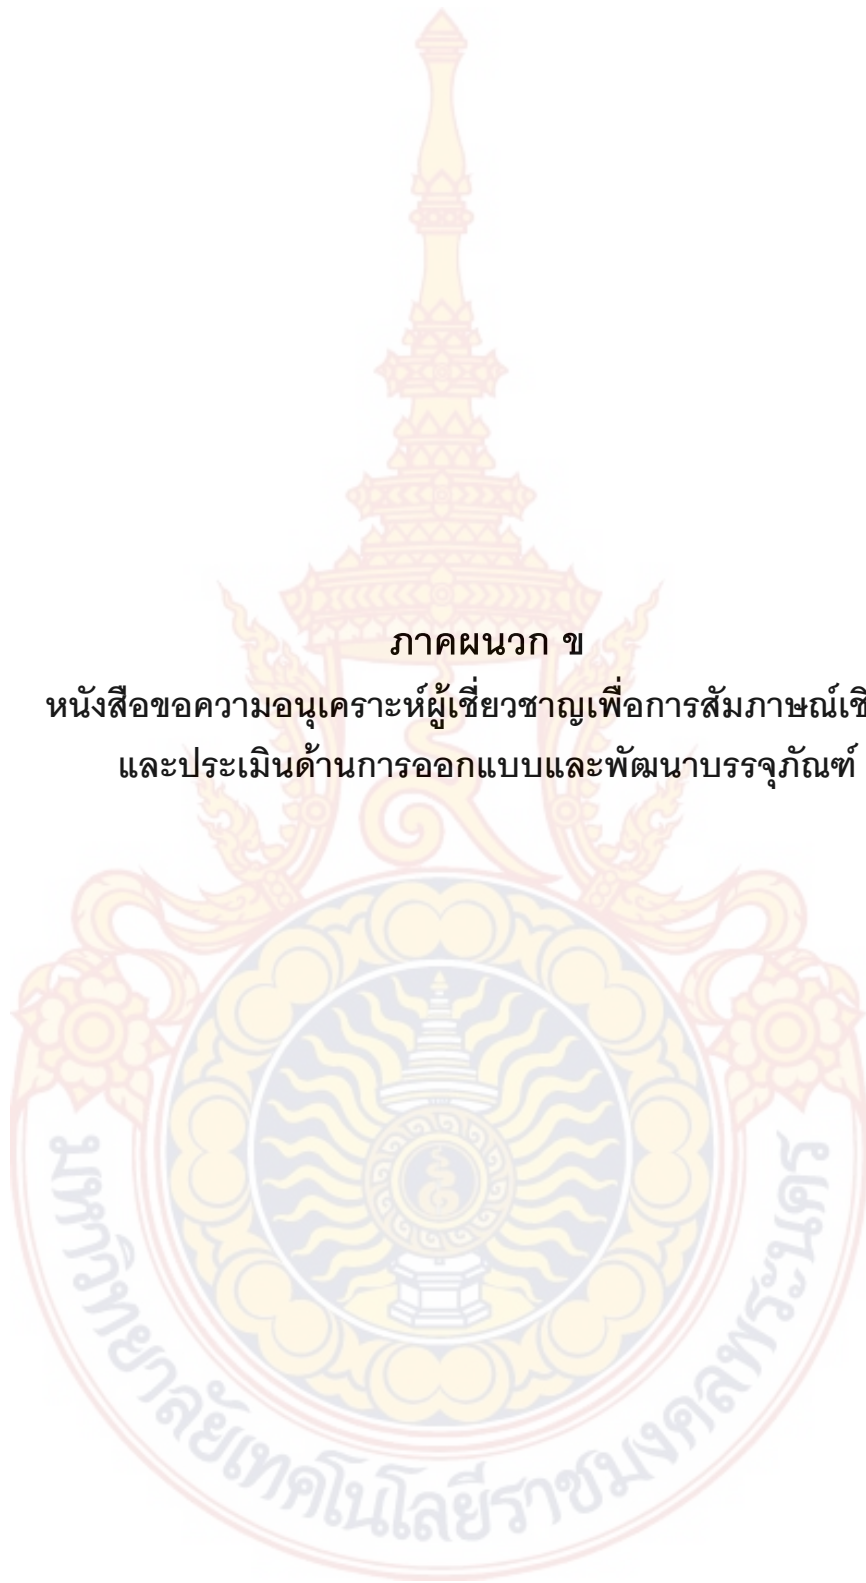 ภาคผนวก ข
หนังสือขอความอนุเคราะห์ผู้เชี่ยวชาญเพื่อการสัมภาษณ์เชิ
และประเมินด้านการออกแบบและพัฒนาบรรจุภัณฑ์
มหาวิทยาลัยเทคโนโลยีราชมงคลพระนคร